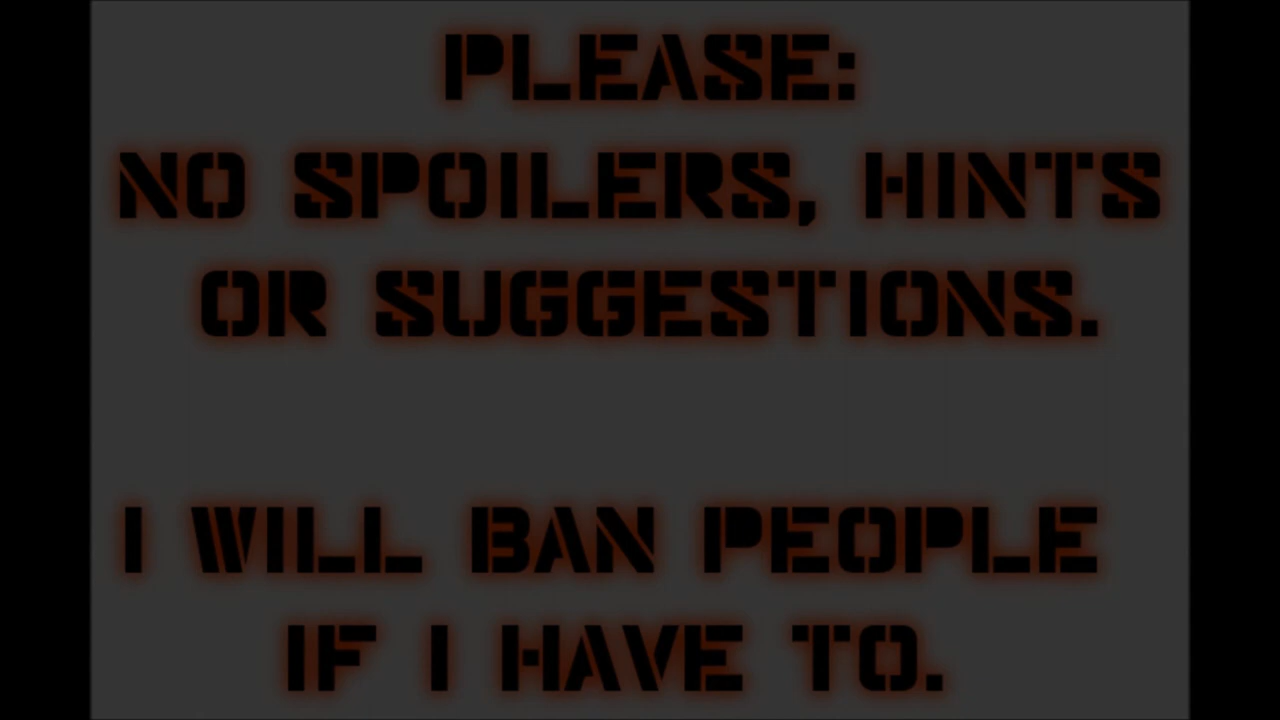 PLEASE:
NO SPOILERS, HINTS
OR SUGGESTIONS.
I WILL BAN PEOPLE
IF I HAVE TO.